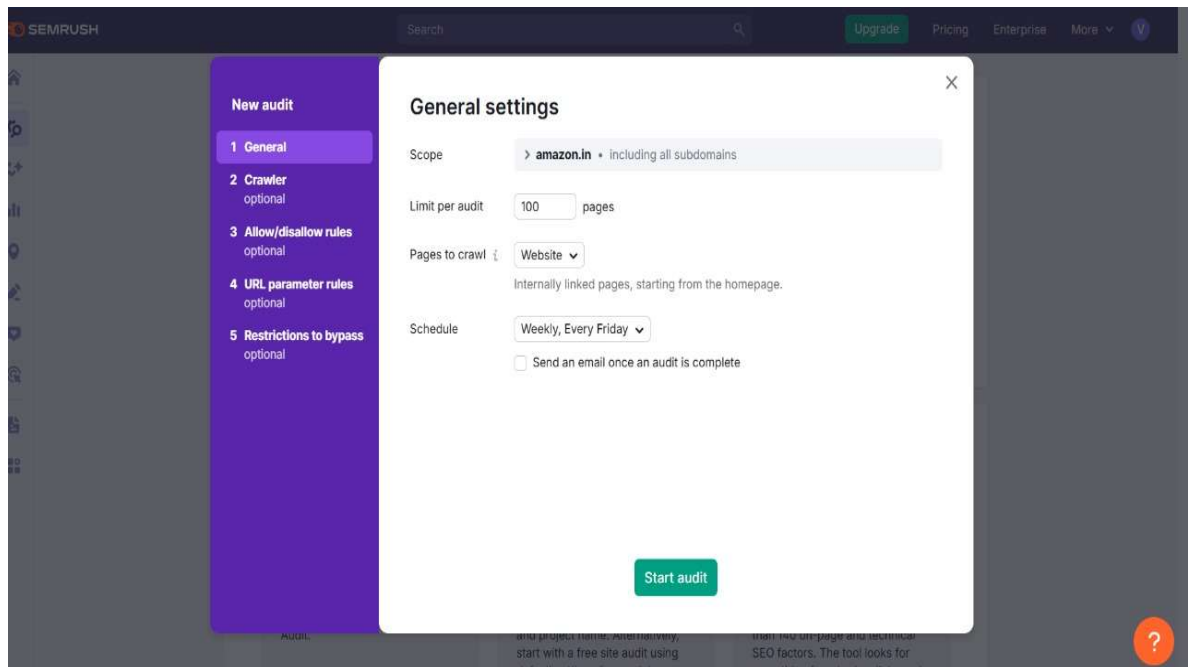 SEMRUSH
Search
Upgrade
Pricing
Enterprise
More
V
New audit
1 General
2 Crawler
optional
3 Allow/disallow rules
optional
4 URL parameter rules
optional
5 Restrictions to bypass
optional
General settings
Scope
> amazon.in • including all subdomains
Limit per audit 100 pages
Pages to crawl i Website
Internally linked pages, starting from the homepage.
Schedule Weekly, Every Friday
Send an email once an audit is complete
Start audit
Audit.
and project name. Alternatively,
start with a free site audit using
than 140 on-page and technical
SEO factors. The tool looks for
?